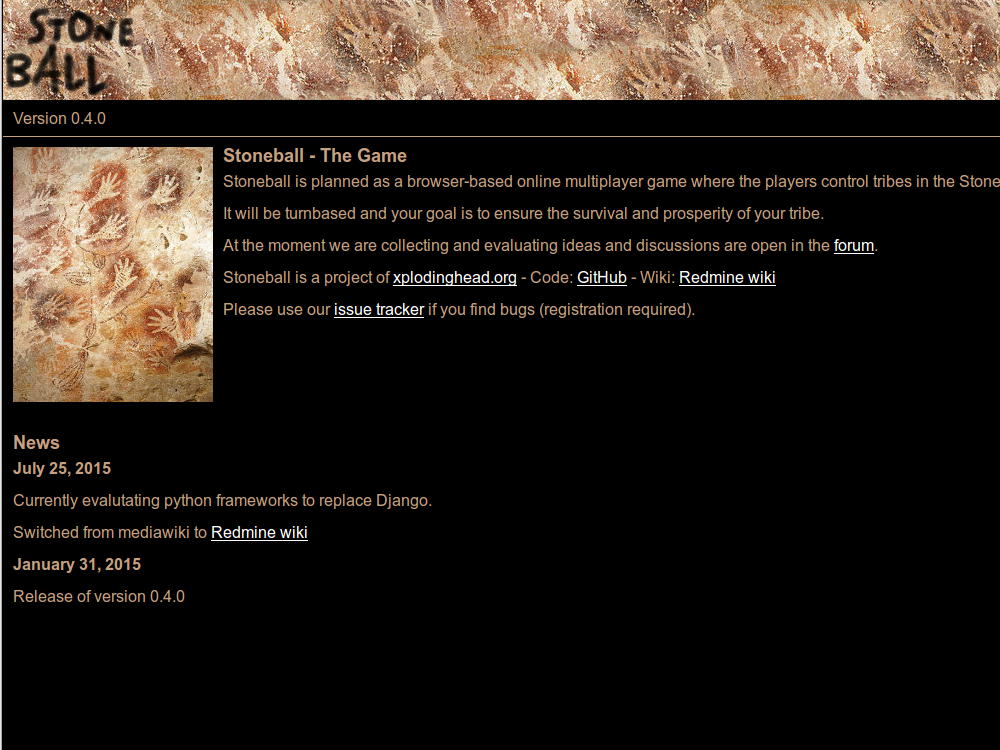 STONE
BALL
Version 0.4.0
Stoneball - The Game
Stoneball is planned as a browser-based online multiplayer game where the players control tribes in the Stone
It will be turnbased and your goal is to ensure the survival and prosperity of your tribe.
At the moment we are collecting and evaluating ideas and discussions are open in the forum.
Stoneball is a project of xplodinghead.org - Code: GitHub - Wiki: Redmine wiki
Please use our issue tracker if you find bugs (registration required).
News
July 25, 2015
Currently evalutating python frameworks to replace Django.
Switched from mediawiki to Redmine wiki
January 31, 2015
Release of version 0.4.0